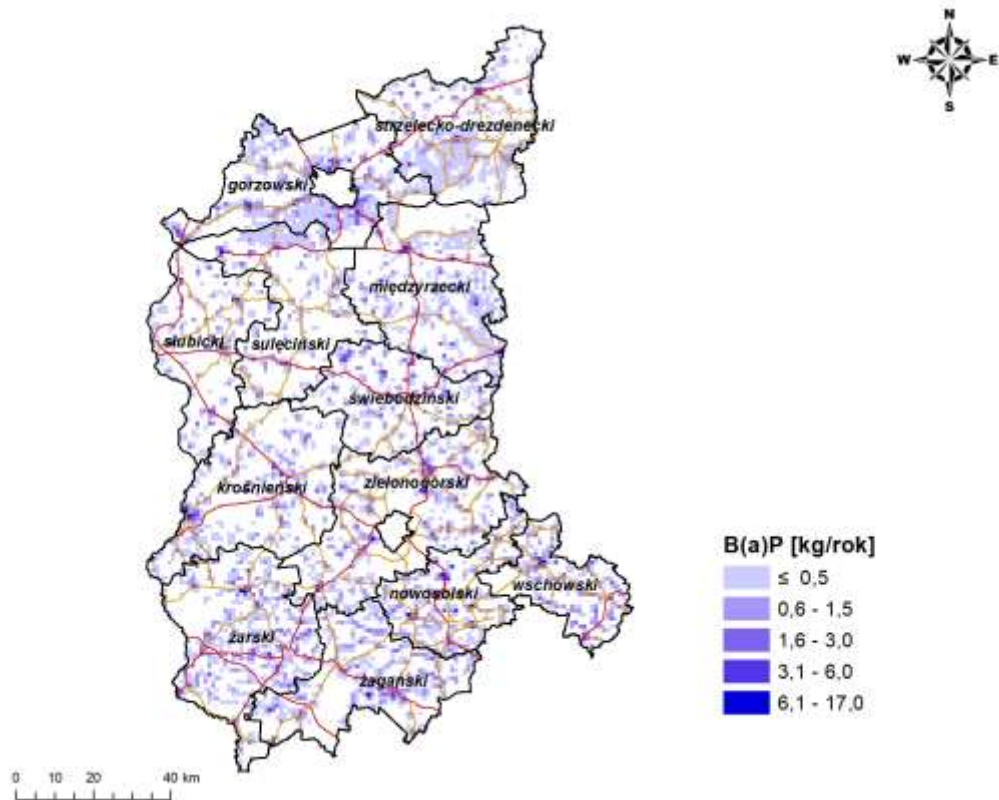 N
W E
S
strzelecko-drezdenecki
gorzowski
międzyrzecki
słubicki
sulęciński
świebodziński
krośnieński
zielonogórski
nowosolski
wschowski
żarski
żagański
B(a)P [kg/rok]
≤ 0,5
0,6 - 1,5
1,6 - 3,0
3,1 - 6,0
6,1 - 17,0
0 10 20 40 km